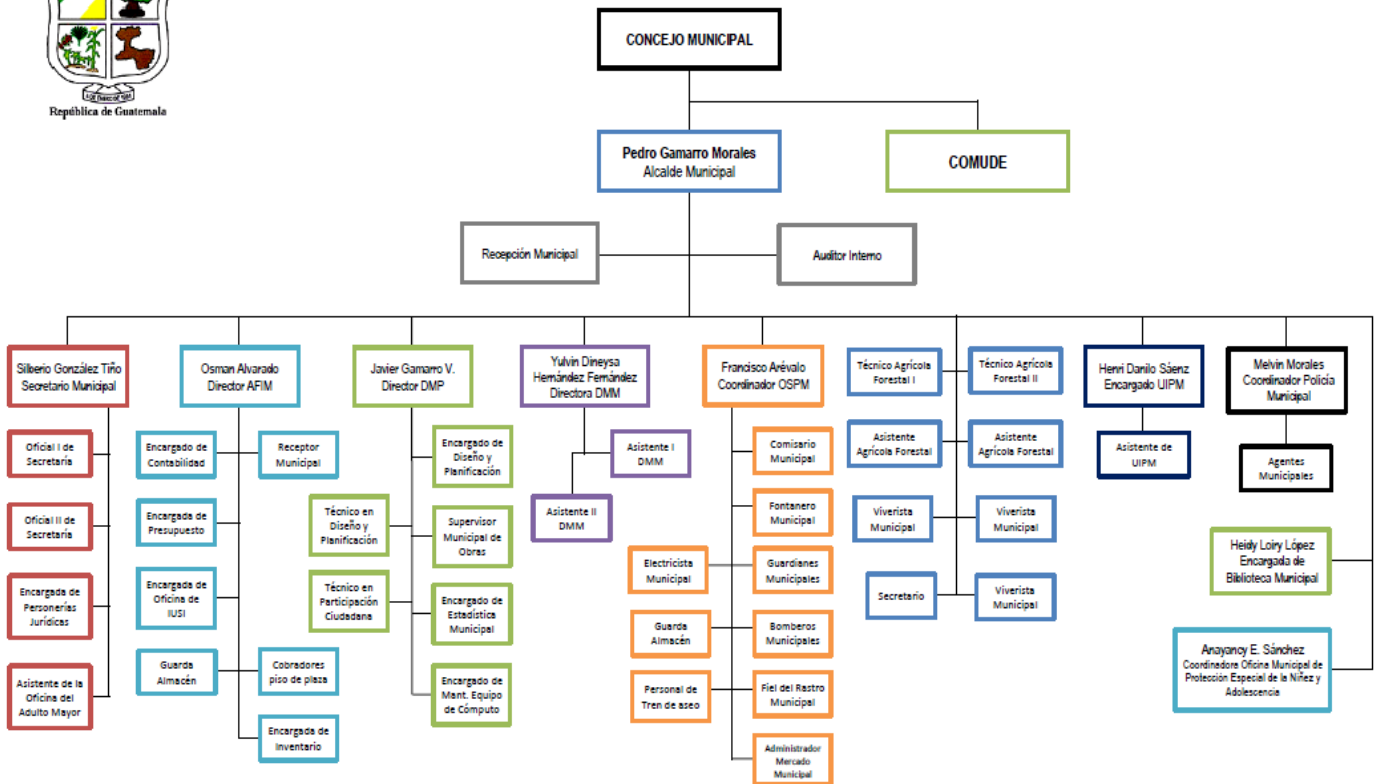 República de Guatemala
CONCEJO MUNICIPAL
Pedro Gamarro Morales
Alcalde Municipal
COMUDE
Recepción Municipal
Auditor Interno
Silberio González Tiño
Secretario Municipal
Oficial I de
Secretaría
Oficial II de
Secretaría
Encargada de
Personerías
Jurídicas
Asistente de la
Oficina del
Adulto Mayor
Osman Alvarado
Director AFIM
Encargado de
Contabilidad
Receptor
Municipal
Encargada de
Presupuesto
Encargada de
Oficina de
IUSI
Guarda
Almacén
Cobradores
piso de plaza
Encargada de
Inventario
Javier Gamarro V.
Director DMP
Encargado de
Diseño y
Planificación
Técnico en
Diseño y
Planificación
Supervisor
Municipal de
Obras
Técnico en
Participación
Ciudadana
Encargado de
Estadística
Municipal
Encargado de
Mant. Equipo
de Cómputo
Yulvin Dineysa
Hernández Fernández
Directora DMM
Asistente I
DMM
Asistente II
DMM
Francisco Arévalo
Coordinador OSPM
Comisario
Municipal
Fontanero
Municipal
Electricista
Municipal
Guardianes
Municipales
Guarda
Almacén
Bomberos
Municipales
Personal de
Tren de aseo
Fiel del Rastro
Municipal
Administrador
Mercado
Municipal
Técnico Agrícola
Forestal I
Técnico Agrícola
Forestal II
Asistente
Agrícola Forestal
Asistente
Agrícola Forestal
Viverista
Municipal
Viverista
Municipal
Secretario
Viverista
Municipal
Henri Danilo Sáenz
Encargado UIPM
Asistente de
UIPM
Melvin Morales
Coordinador Policía
Municipal
Agentes
Municipales
Heidy Loiry López
Encargada de
Biblioteca Municipal
Anayancy E. Sánchez
Coordinadora Oficina Municipal de
Protección Especial de la Niñez y
Adolescencia